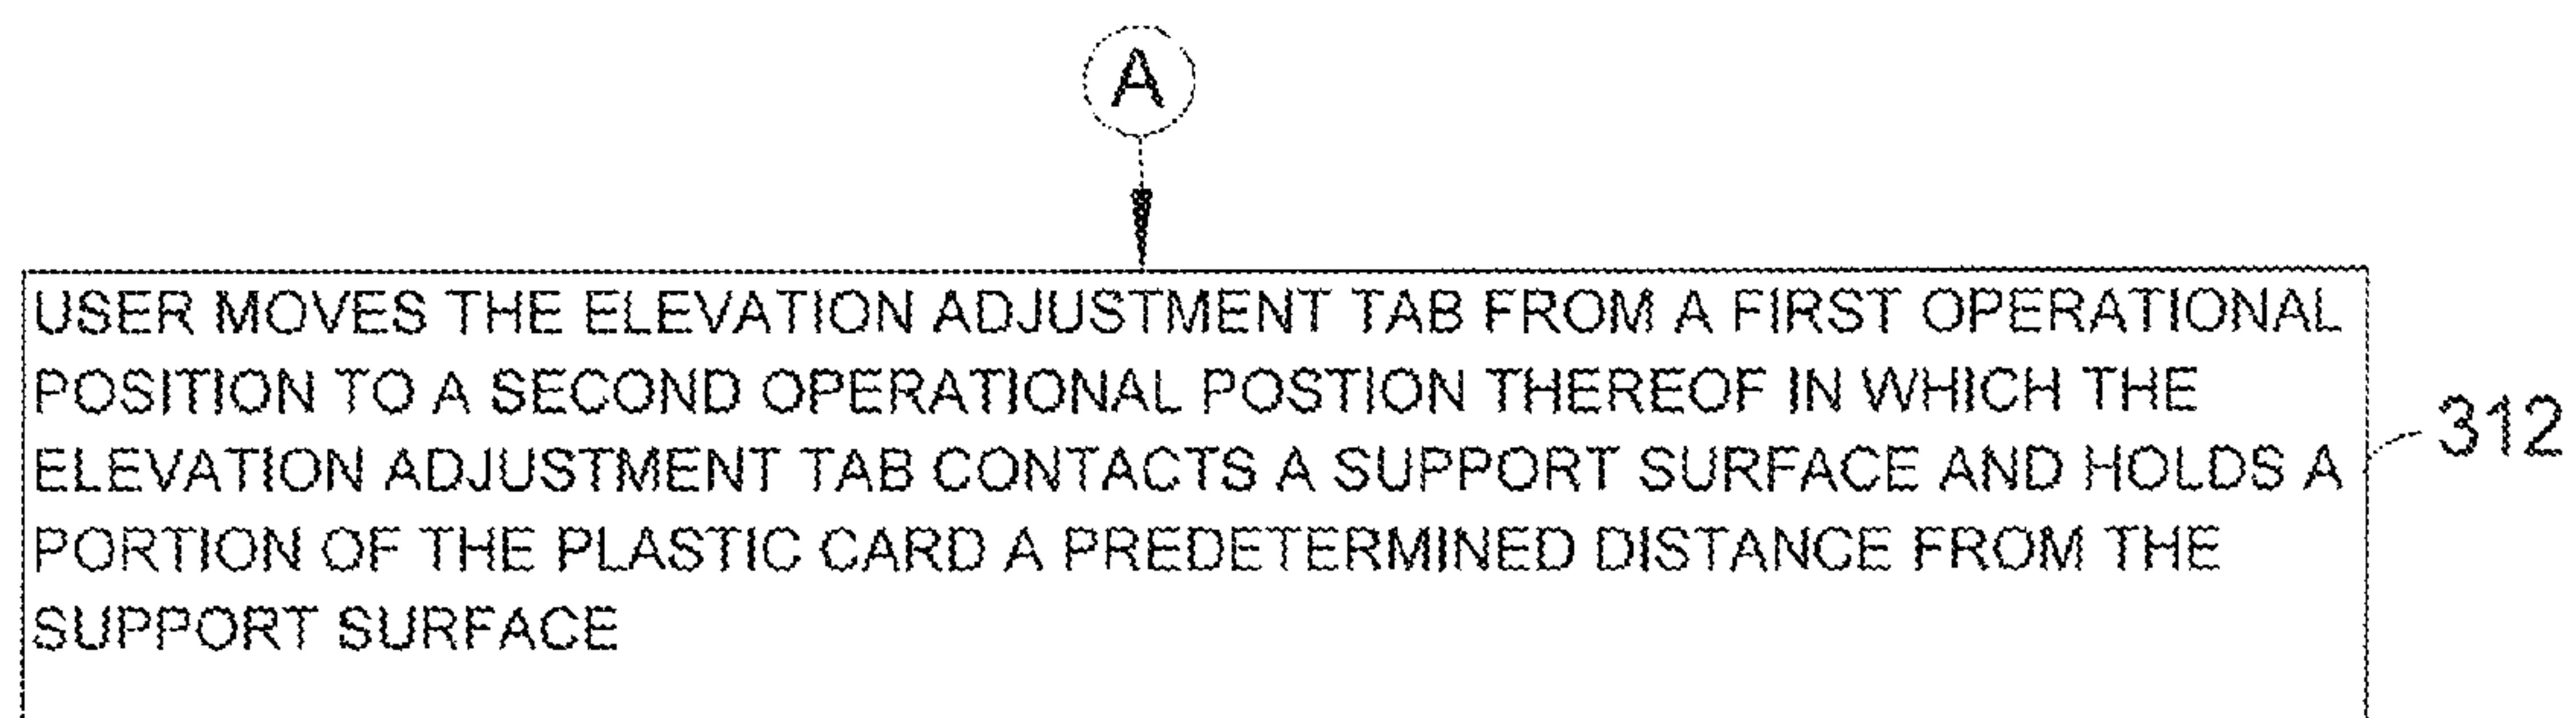 A
USER MOVES THE ELEVATION ADJUSTMENT TAB FROM A FIRST OPERATIONAL
POSITION TO A SECOND OPERATIONAL POSTION THEREOF IN WHICH THE
ELEVATION ADJUSTMENT TAB CONTACTS A SUPPORT SURFACE AND HOLDS A
PORTION OF THE PLASTIC CARD A PREDETERMINED DISTANCE FROM THE
SUPPORT SURFACE
312